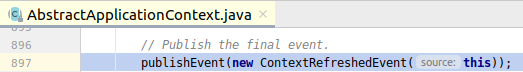 AbstractApplicationContext.java ×
896 // Publish the final event.
897 publishEvent(new ContextRefreshedEvent( source: this));